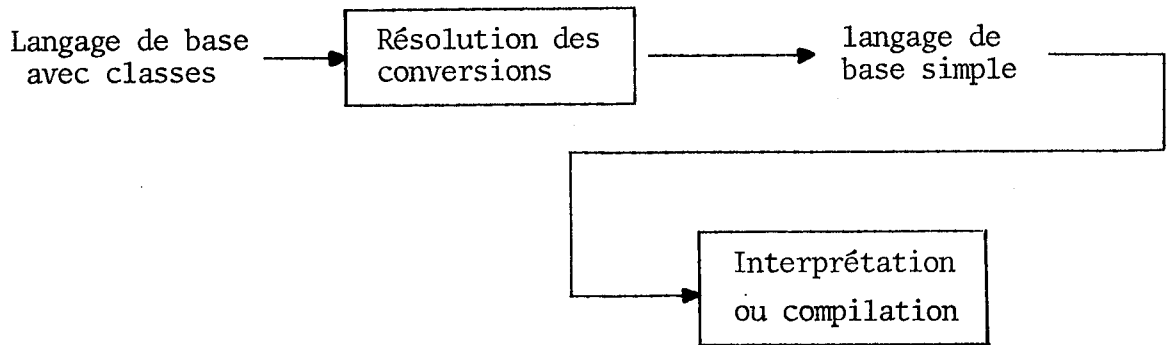 Langage de base
avec classes
Résolution des
conversions
langage de
base simple
Interprétation
ou compilation